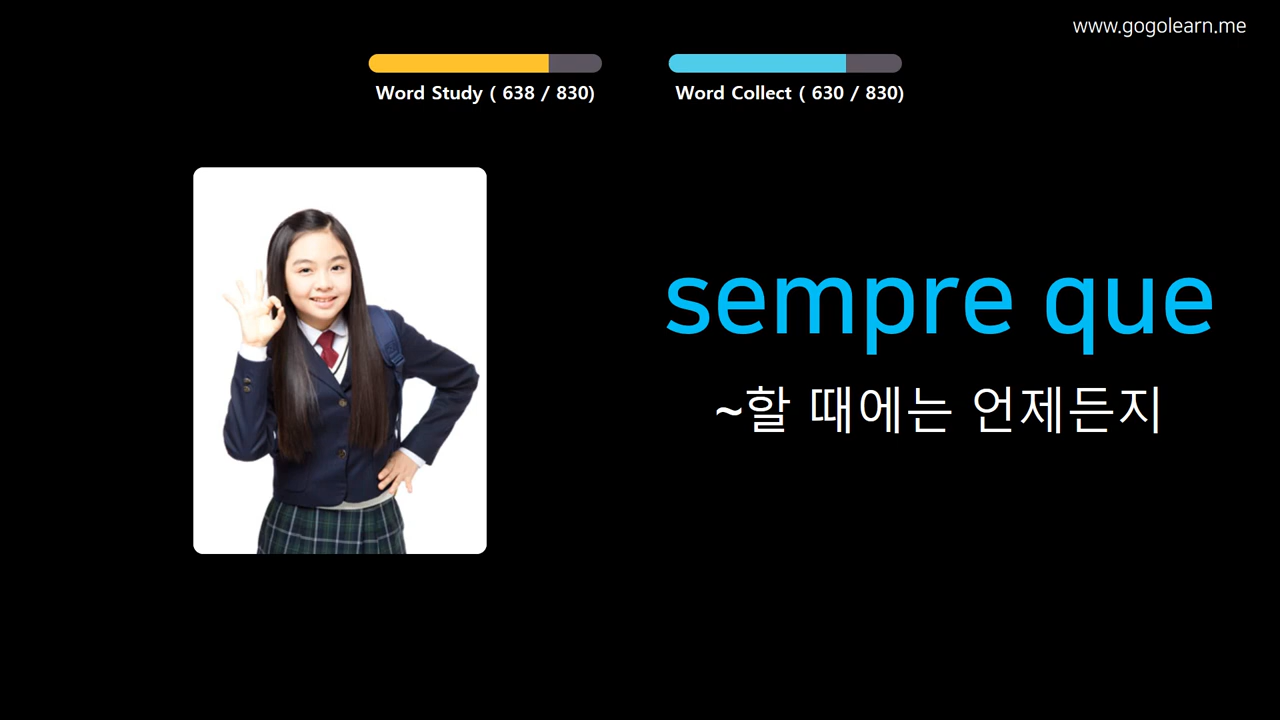 www.gogolearn.me
Word Study ( 638 / 830)
Word Collect ( 630 / 830)
sempre que
~할 때에는 언제든지